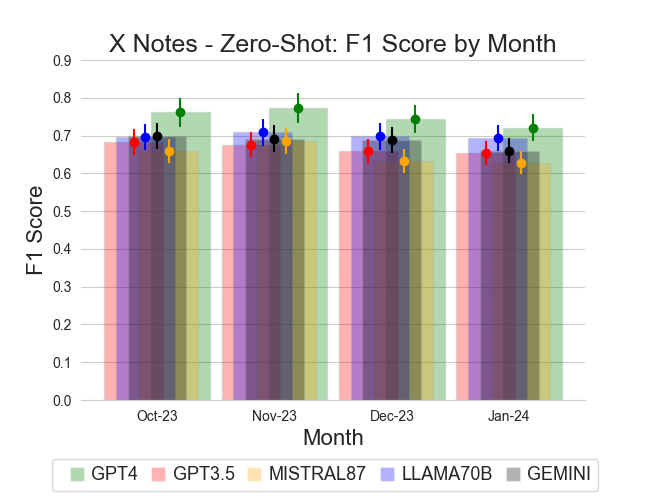 X Notes - Zero-Shot: F1 Score by Month
F1 Score
0.9
0.8
0.7
0.6
0.5
0.4
0.3
0.2
0.1
0.0
Oct-23 Nov-23 Dec-23 Jan-24
Month
GPT4 GPT3.5 MISTRAL87 LLAMA70B GEMINI